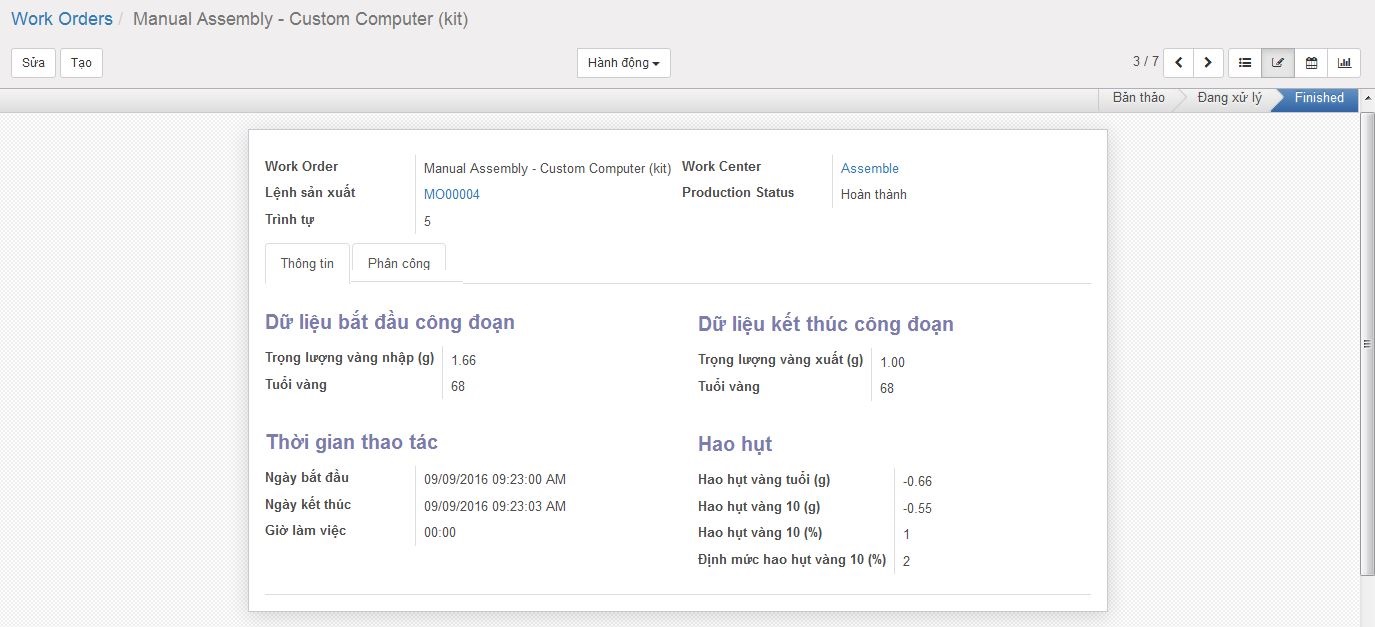 Work Orders / Manual Assembly - Custom Computer (kit)
Sửa Tạo Hành động 3 / 7
Bản thảo Đang xử lý Finished
Work Order Manual Assembly - Custom Computer (kit) Work Center Assemble
Lệnh sản xuất MO00004 Production Status Hoàn thành
Trình tự 5
Thông tin Phân công
Dữ liệu bắt đầu công đoạn Dữ liệu kết thúc công đoạn
Trọng lượng vàng nhập (g) 1.66 Trọng lượng vàng xuất (g) 1.00
Tuổi vàng 68 Tuổi vàng 68
Thời gian thao tác Hao hụt
Ngày bắt đầu 09/09/2016 09:23:00 AM Hao hụt vàng tuổi (g) -0.66
Ngày kết thúc 09/09/2016 09:23:03 AM Hao hụt vàng 10 (g) -0.55
Giờ làm việc 00:00 Hao hụt vàng 10 (%) 1
Định mức hao hụt vàng 10 (%) 2